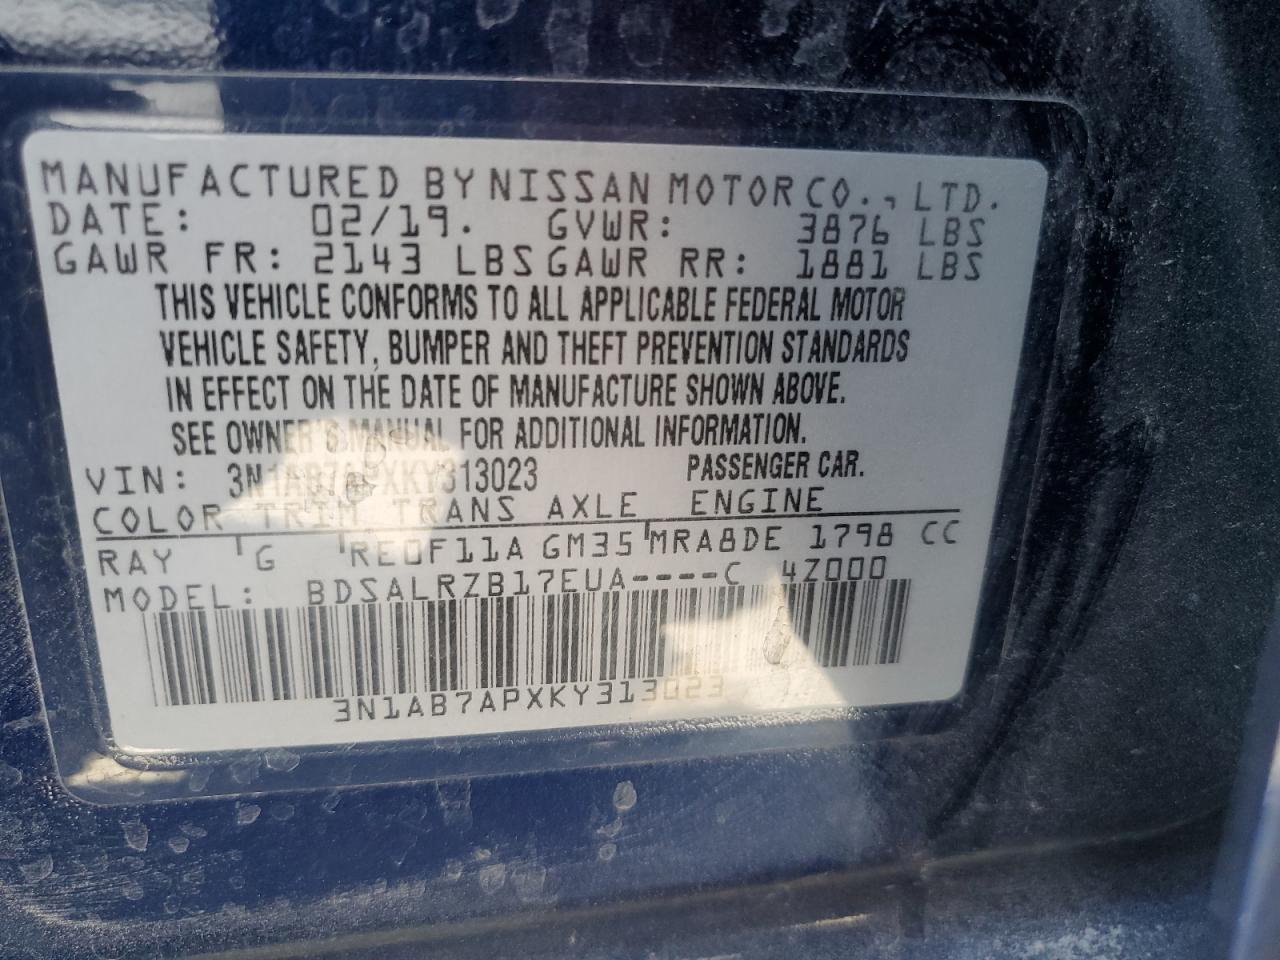 MANUFACTURED BY NISSAN MOTOR CO., LTD.
DATE: 02/19. GVWR: 3876 LBS
GAWR FR: 2143 LBS GAWR RR: 1881 LBS
THIS VEHICLE CONFORMS TO ALL APPLICABLE FEDERAL MOTOR
VEHICLE SAFETY, BUMPER AND THEFT PREVENTION STANDARDS
IN EFFECT ON THE DATE OF MANUFACTURE SHOWN ABOVE.
SEE OWNER'S MANUAL FOR ADDITIONAL INFORMATION.
VIN: 3N1AB7APXKY313023 PASSENGER CAR.
COLOR TRIM TRANS AXLE ENGINE
RAY G RE0F11A GM35 MRA8DE 1798 CC
MODEL: BDSALRZB17EUA----C 4Z000
3N1AB7APXKY313023